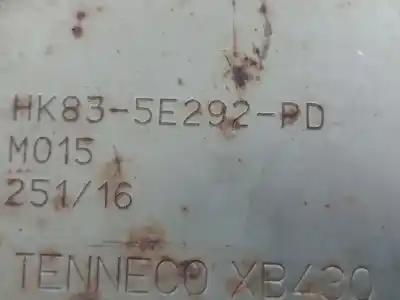 HK83-5E292-PD
M015
251/16
TENNECO XB430